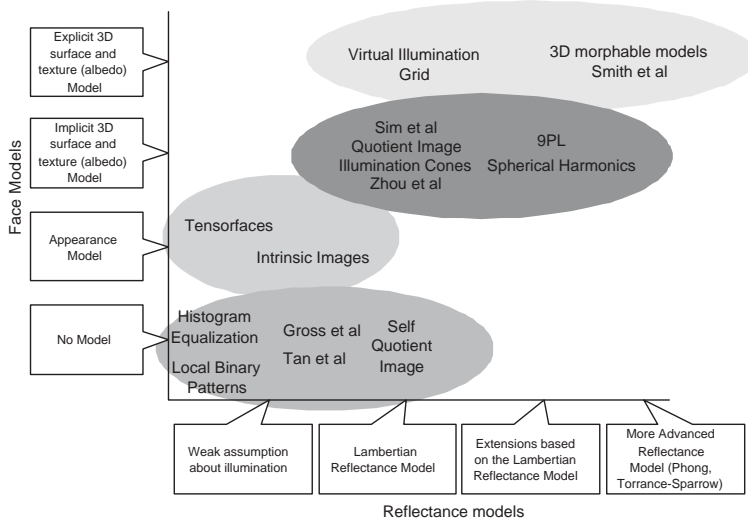 Explicit 3D
surface and
texture (albedo)
Model
Virtual Illumination
Grid
3D morphable models
Smith et al
Implicit 3D
surface and
texture (albedo)
Model
Sim et al
Quotient Image
Illumination Cones
Zhou et al
9PL
Spherical Harmonics
Face Models
Appearance
Model
Tensorfaces
Intrinsic Images
No Model
Histogram
Equalization
Local Binary
Patterns
Gross et al
Tan et al
Self
Quotient
Image
Weak assumption
about illumination
Lambertian
Reflectance Model
Extensions based
on the Lambertian
Reflectance Model
More Advanced
Reflectance
Model (Phong,
Torrance-Sparrow)
Reflectance models